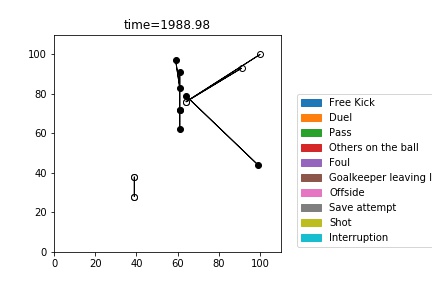 time=1988.98
100
80
60
40
20
0
0 20 40 60 80 100
Free Kick
Duel
Pass
Others on the ball
Foul
Goalkeeper leaving l
Offside
Save attempt
Shot
Interruption